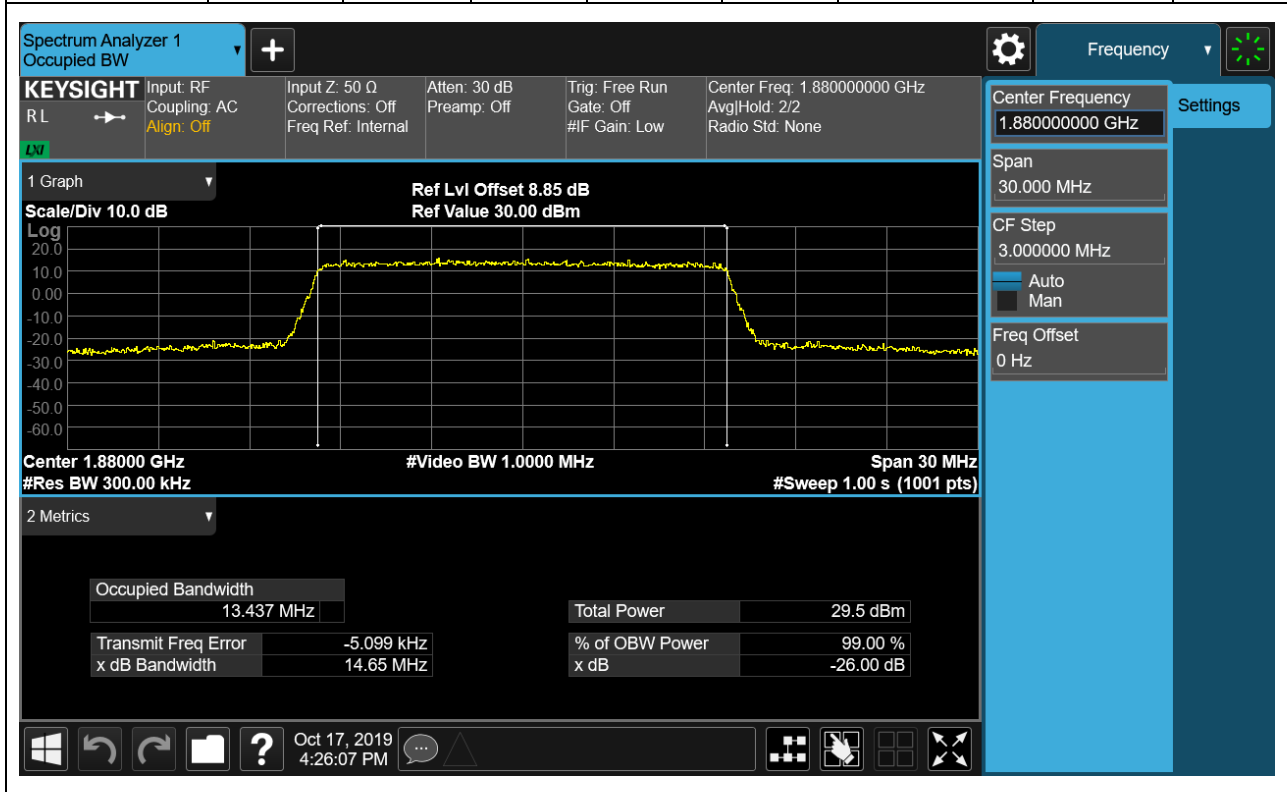 Spectrum Analyzer 1
Occupied BW
Frequency
KEYSIGHT
R L
LXI
Input: RF
Coupling: AC
Align: Off
Input Z: 50 Ω
Corrections: Off
Freq Ref: Internal
Atten: 30 dB
Preamp: Off
Trig: Free Run
Gate: Off
#IF Gain: Low
Center Freq: 1.880000000 GHz
Avg|Hold: 2/2
Radio Std: None
Center Frequency
1.880000000 GHz
Settings
Span
30.000 MHz
CF Step
3.000000 MHz
Auto
Man
Freq Offset
0 Hz
1 Graph
Scale/Div 10.0 dB
Ref Lvl Offset 8.85 dB
Ref Value 30.00 dBm
Log
20.0
10.0
0.00
-10.0
-20.0
-30.0
-40.0
-50.0
-60.0
Center 1.88000 GHz
#Video BW 1.0000 MHz
Span 30 MHz
#Res BW 300.00 kHz
#Sweep 1.00 s (1001 pts)
2 Metrics
Occupied Bandwidth
13.437 MHz
Total Power 29.5 dBm
Transmit Freq Error -5.099 kHz
% of OBW Power 99.00 %
x dB Bandwidth 14.65 MHz
x dB -26.00 dB
?
Oct 17, 2019
4:26:07 PM